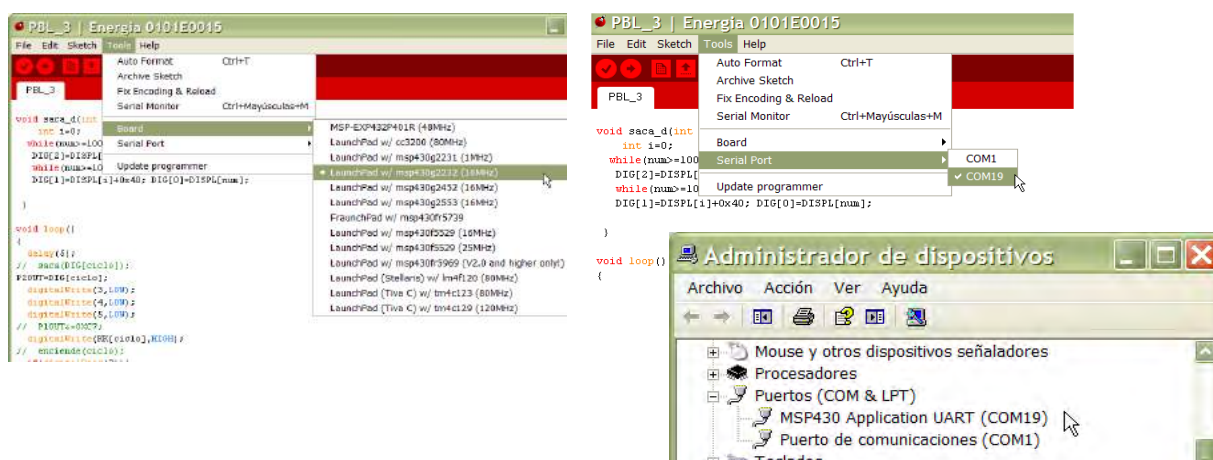 PBL_3 | Energia 0101E0015
File Edit Sketch Tools Help
Auto Format Ctrl+T
Archive Sketch
Fix Encoding & Reload
Serial Monitor Ctrl+Mayúsculas+M
Board
Serial Port
Update programmer
PBL_3
void saca_d(int
int i=0;
while(num>=100
DIG[2]=DISPL[
while(num>=10
DIG[1]=DISPL[i]+0x40; DIG[0]=DISPL[num];
}
void loop()
{
delay(5);
// saca(DIG[ciclo]);
P2OUT=DIG[ciclo];
digitalWrite(3,LOW);
digitalWrite(4,LOW);
digitalWrite(5,LOW);
// P1OUT&=0XC7;
digitalWrite(RR[ciclo],HIGH);
// enciende(ciclo);
MSP-EXP432P401R (48MHz)
LaunchPad w/ cc3200 (80MHz)
LaunchPad w/ msp430g2231 (1MHz)
LaunchPad w/ msp430g2232 (16MHz)
LaunchPad w/ msp430g2452 (16MHz)
LaunchPad w/ msp430g2553 (16MHz)
FraunchPad w/ msp430fr5739
LaunchPad w/ msp430f5529 (16MHz)
LaunchPad w/ msp430f5529 (25MHz)
LaunchPad w/ msp430fr5969 (V2.0 and higher only!)
LaunchPad (Stellaris) w/ lm4f120 (80MHz)
LaunchPad (Tiva C) w/ tm4c123 (80MHz)
LaunchPad (Tiva C) w/ tm4c129 (120MHz)
PBL_3 | Energia 0101E0015
File Edit Sketch Tools Help
Auto Format Ctrl+T
Archive Sketch
Fix Encoding & Reload
Serial Monitor Ctrl+Mayúsculas+M
Board
Serial Port
Update programmer
COM1
COM19
PBL_3
void saca_d(int
int i=0;
while(num>=100
DIG[2]=DISPL[
while(num>=10
DIG[1]=DISPL[i]+0x40; DIG[0]=DISPL[num];
}
void loop()
{
Administrador de dispositivos
Archivo Acción Ver Ayuda
Mouse y otros dispositivos señaladores
Procesadores
Puertos (COM & LPT)
MSP430 Application UART (COM19)
Puerto de comunicaciones (COM1)
Teclados